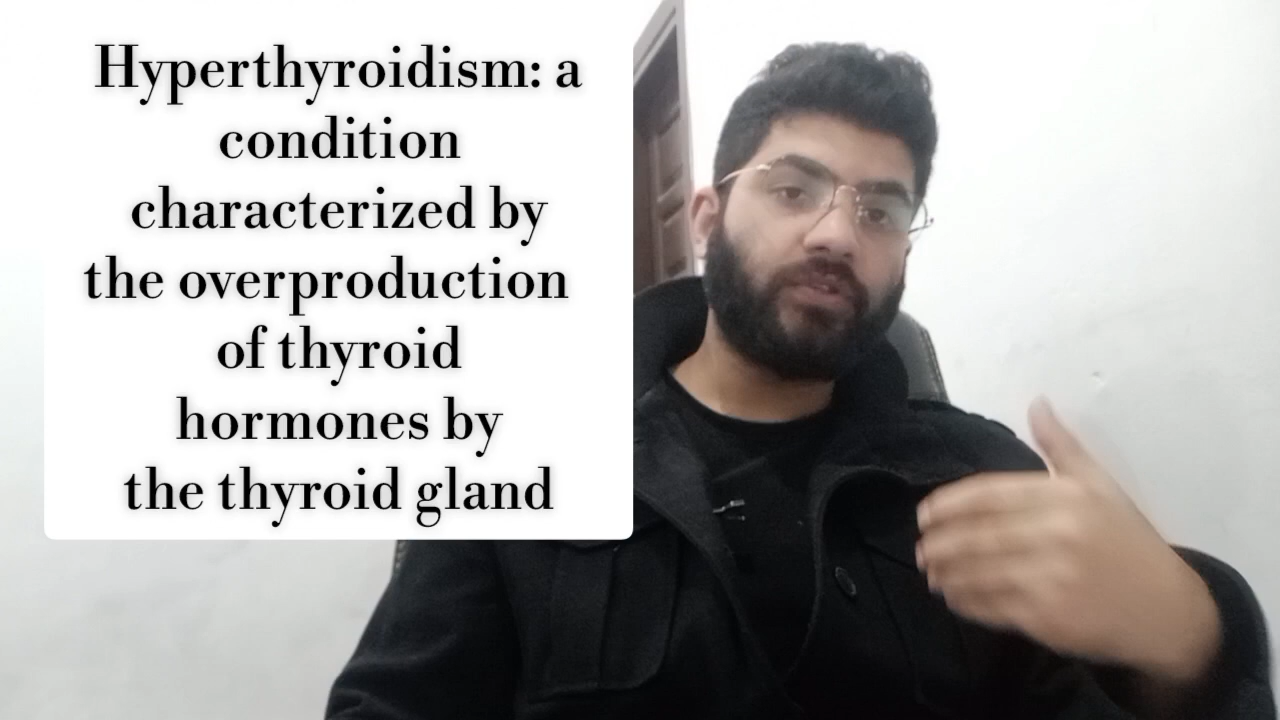 Hyperthyroidism: a
condition
characterized by
the overproduction
of thyroid
hormones by
the thyroid gland